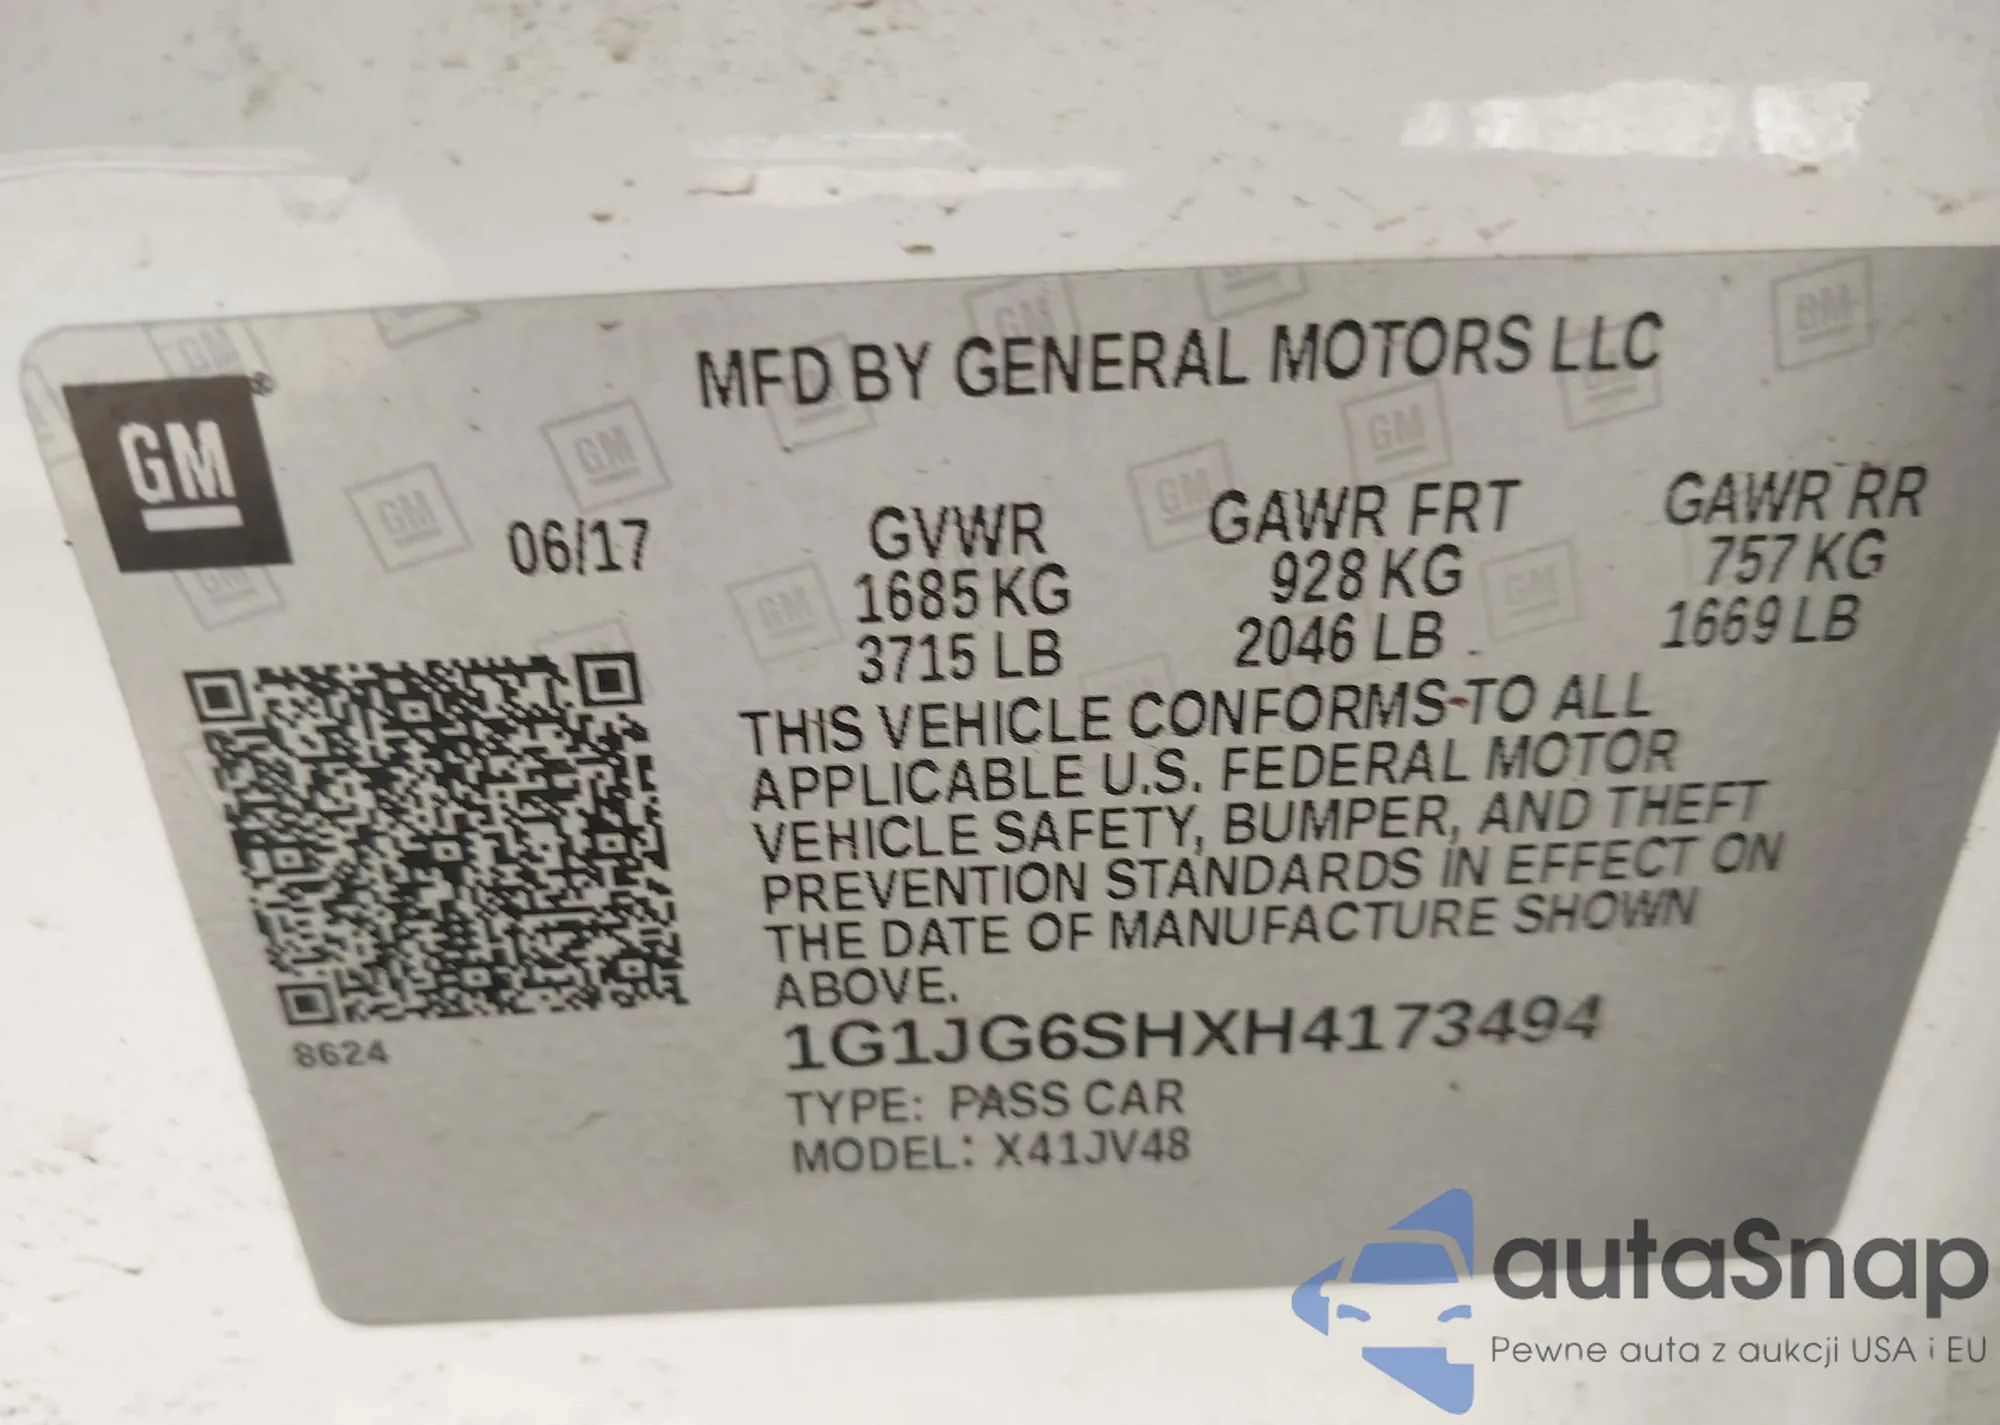 MFD BY GENERAL MOTORS LLC
GM
®
06/17
GVWR
1685 KG
3715 LB
GAWR FRT
928 KG
2046 LB
GAWR RR
757 KG
1669 LB
THIS VEHICLE CONFORMS TO ALL
APPLICABLE U.S. FEDERAL MOTOR
VEHICLE SAFETY, BUMPER, AND THEFT
PREVENTION STANDARDS IN EFFECT ON
THE DATE OF MANUFACTURE SHOWN
ABOVE.
8624
1G1JG6SHXH4173494
TYPE: PASS CAR
MODEL: X41JV48
autaSnap
Pewne auta z aukcji USA i EU